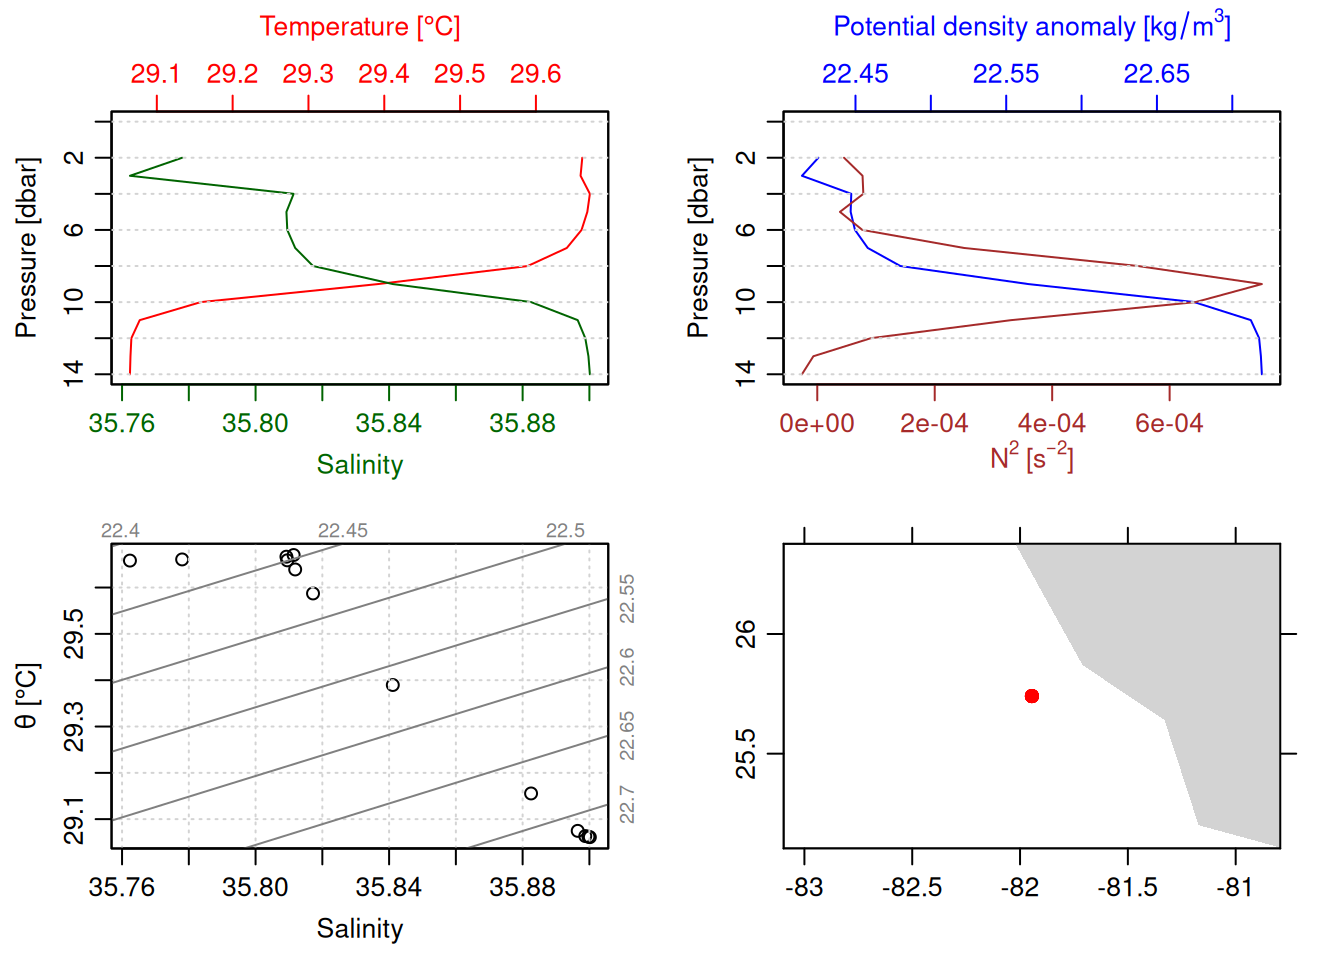 Temperature [°C]
29.1 29.2 29.3 29.4 29.5 29.6
Pressure [dbar]
2
6
10
14
35.76 35.80 35.84 35.88
Salinity
Potential density anomaly [kg/m³]
22.45 22.55 22.65
Pressure [dbar]
2
6
10
14
0e+00 2e-04 4e-04 6e-04
N² [s⁻²]
22.4 22.45 22.5
22.55
22.6
22.65
22.7
θ [°C]
29.5
29.3
29.1
35.76 35.80 35.84 35.88
Salinity
26
25.5
-83 -82.5 -82 -81.5 -81